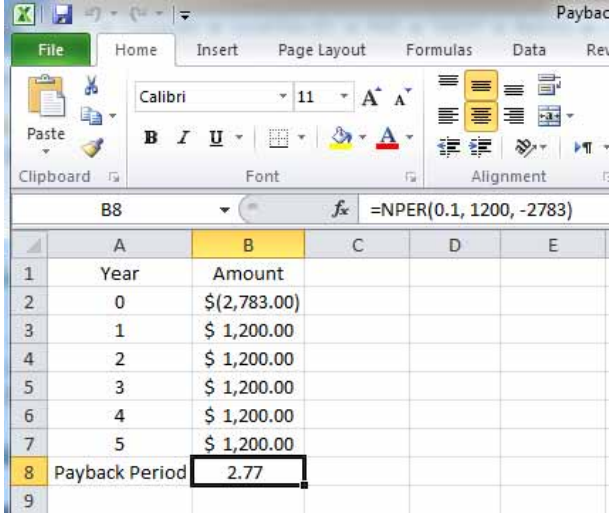 Paybac
File Home Insert Page Layout Formulas Data Rev
Calibri 11 A A
Paste B I U A
Clipboard Font Alignment
B8 fx =NPER(0.1, 1200, -2783)
A B C D E
1 Year Amount
2 0 $(2,783.00)
3 1 $ 1,200.00
4 2 $ 1,200.00
5 3 $ 1,200.00
6 4 $ 1,200.00
7 5 $ 1,200.00
8 Payback Period 2.77
9